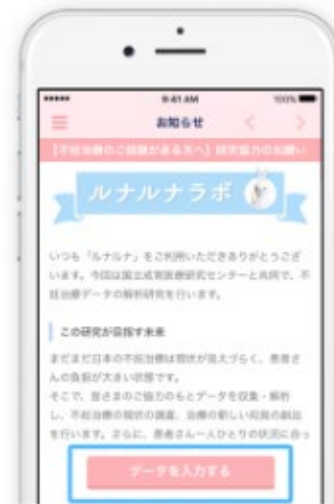 9:41 AM 100%
お知らせ
【不妊治療のご経験がある方へ】研究協力のお願い
ルナルナラボ
いつも「ルナルナ」をご利用いただきありがとうござ
います。今回は国立成育医療研究センターと共同で、不
妊治療データの解析研究を行います。
この研究が目指す未来
まだまだ日本の不妊治療は現状が見えづらく、患者さ
んの負担が大きい状態です。
そこで、皆さまのご協力のもとデータを収集・解析
し、不妊治療の現状の調査、治療の新しい知見の創出
を行います。さらに、患者さん一人ひとりの状況に合っ
データを入力する